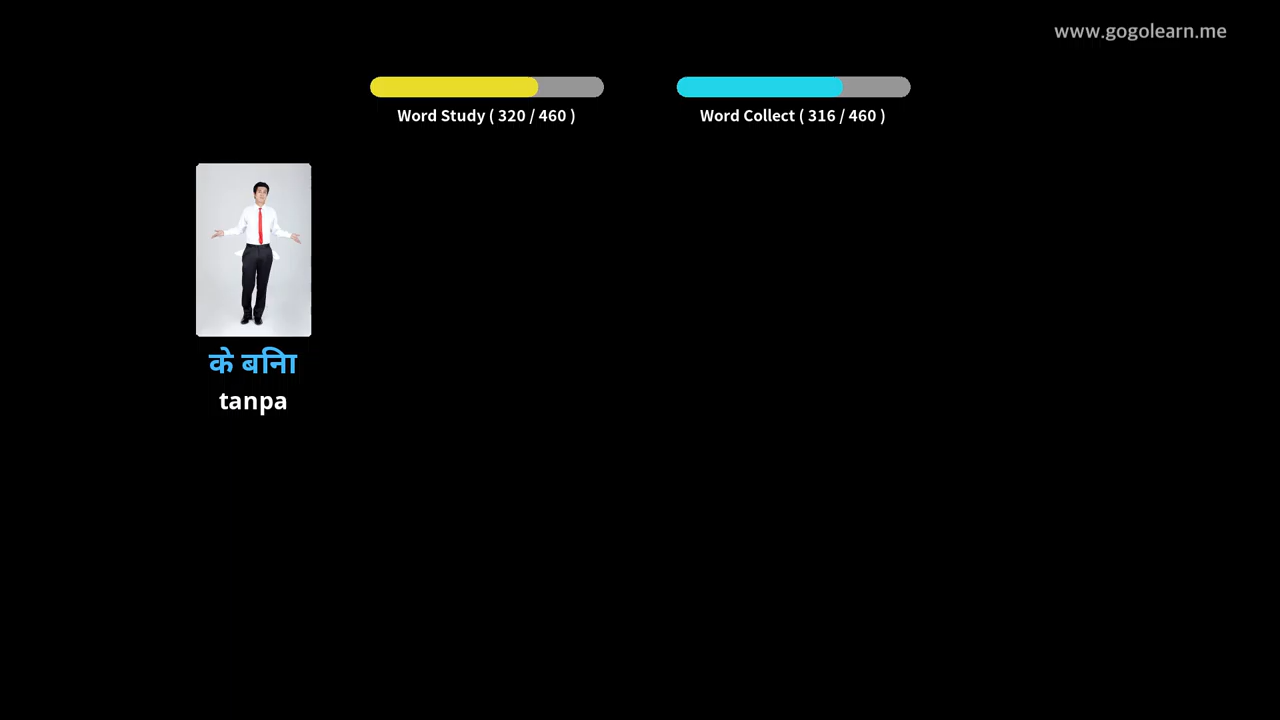 www.gogolearn.me
Word Study ( 320 / 460 )
Word Collect ( 316 / 460 )
के बिना
tanpa